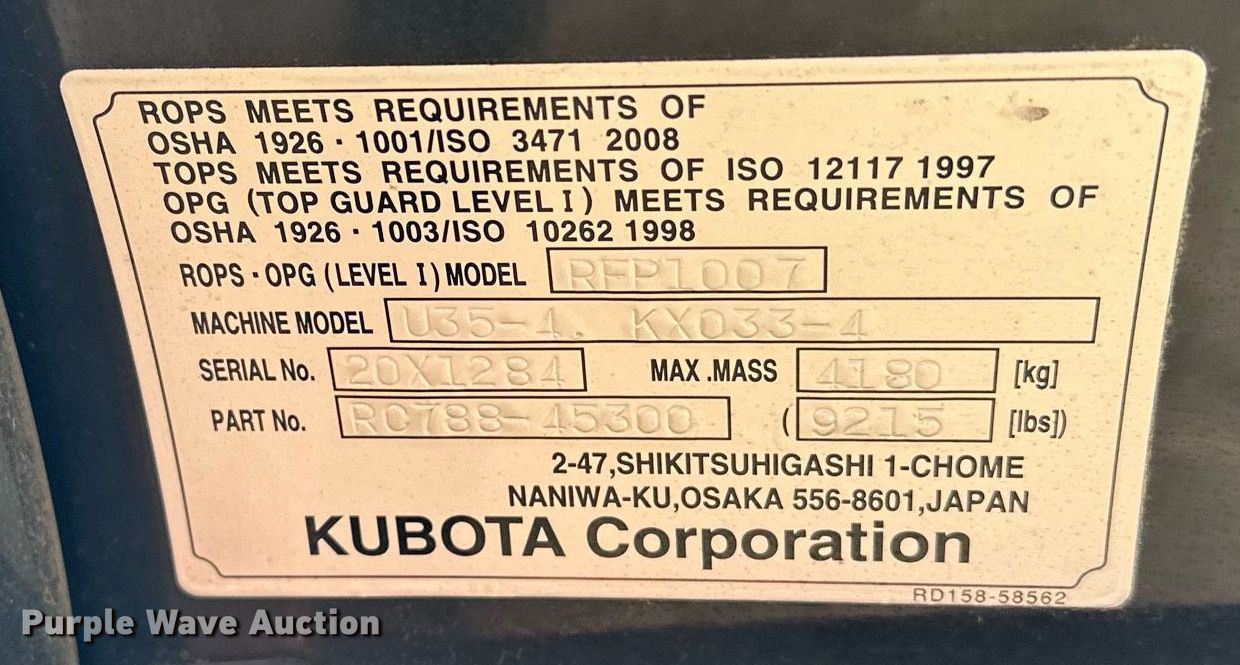 ROPS MEETS REQUIREMENTS OF
OSHA 1926・1001/ISO 3471 2008
TOPS MEETS REQUIREMENTS OF ISO 12117 1997
OPG (TOP GUARD LEVEL I) MEETS REQUIREMENTS OF
OSHA 1926・1003/ISO 10262 1998
ROPS・OPG (LEVEL I) MODEL RFP1007
MACHINE MODEL U35-4, KX033-4
SERIAL No. 20X1284 MAX .MASS 4180 [kg]
PART No. RC788-45300 (9215 [lbs])
2-47,SHIKITSUHIGASHI 1-CHOME
NANIWA-KU,OSAKA 556-8601,JAPAN
KUBOTA Corporation
RD158-58562
Purple Wave Auction